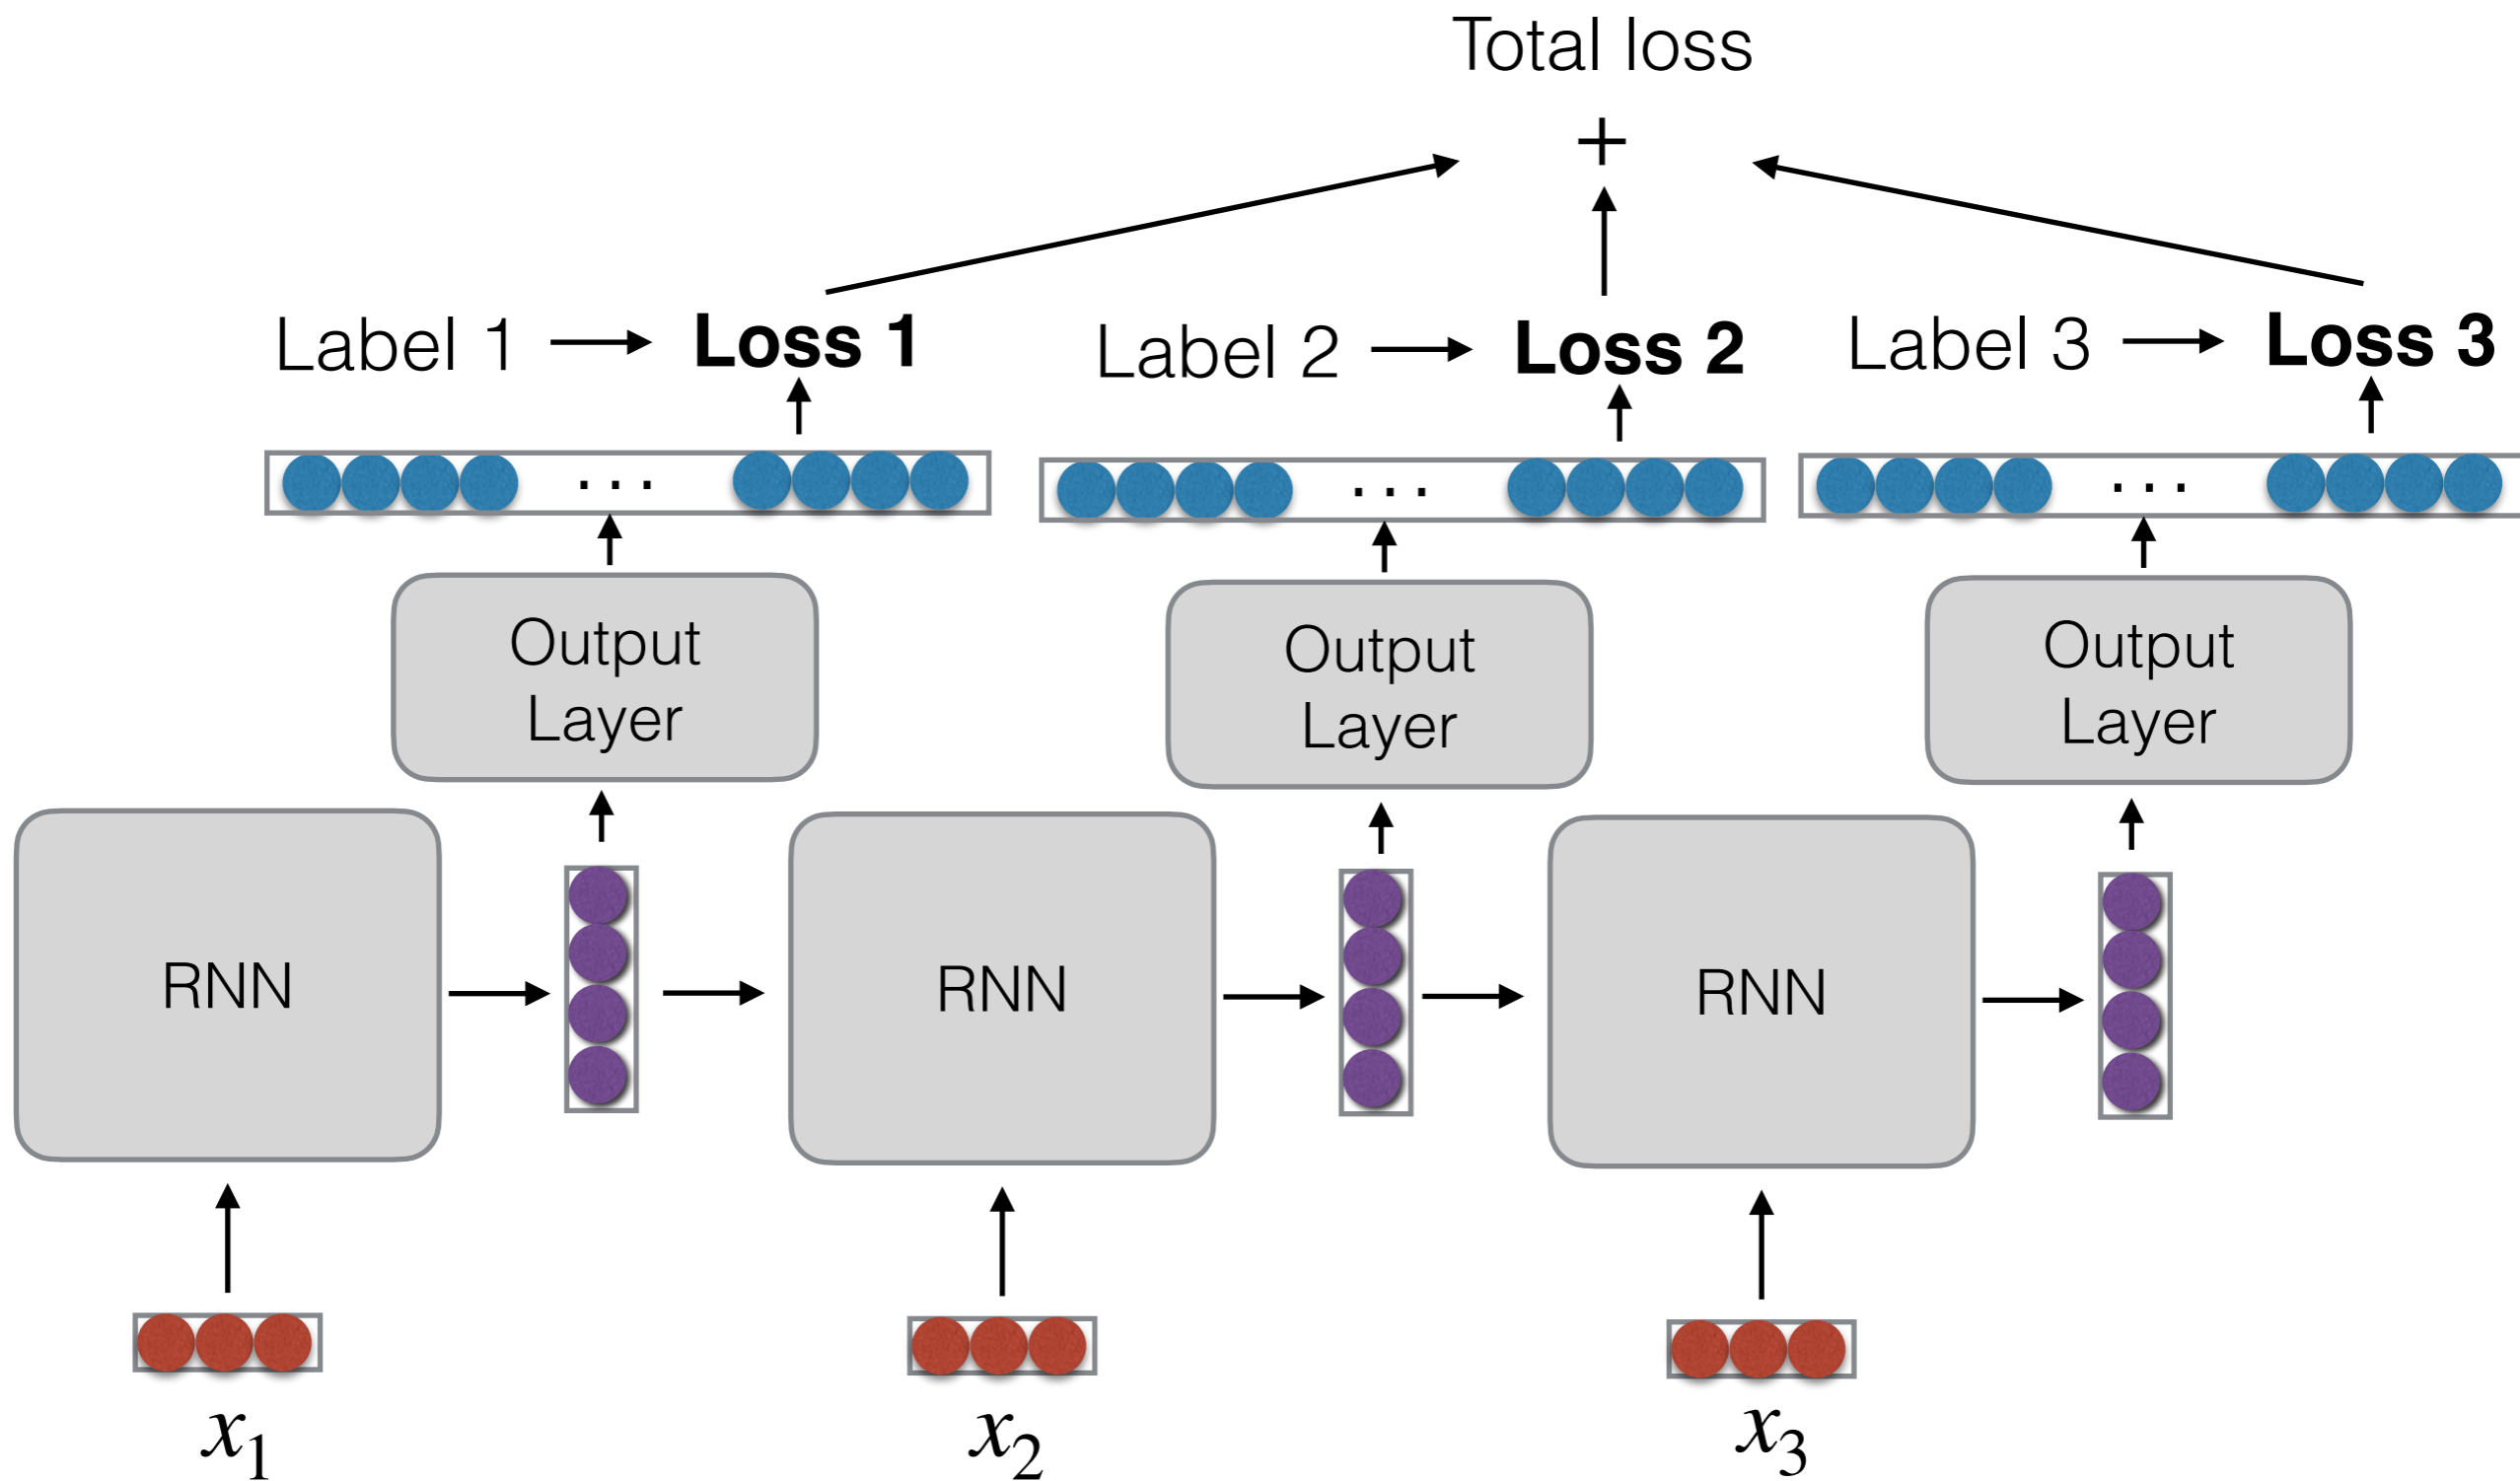 Total loss
+
Label 1 Loss 1 Label 2 Loss 2 Label 3 Loss 3
... ... ...
Output Output Output
Layer Layer Layer
RNN RNN RNN
x₁ x₂ x₃